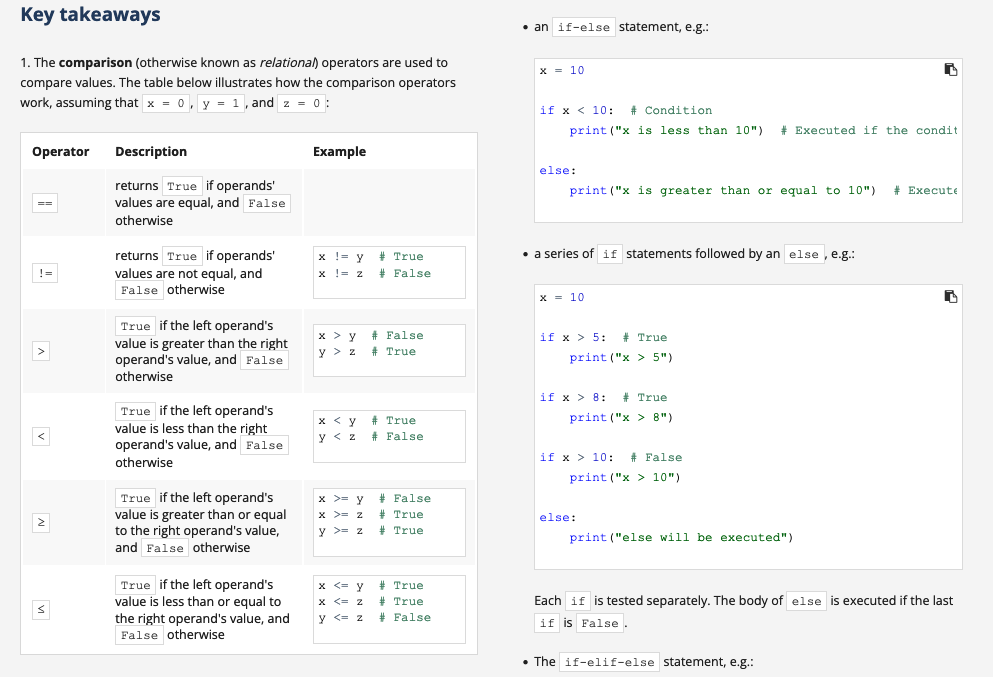 Key takeaways
1. The comparison (otherwise known as relational) operators are used to
compare values. The table below illustrates how the comparison operators
work, assuming that x = 0, y = 1, and z = 0:
Operator Description Example
== returns True if operands'
values are equal, and False
otherwise
!= returns True if operands'
values are not equal, and
False otherwise
x != y  # True
x != z  # False
> True if the left operand's
value is greater than the right
operand's value, and False
otherwise
x > y  # False
y > z  # True
< True if the left operand's
value is less than the right
operand's value, and False
otherwise
x < y  # True
y < z  # False
≥ True if the left operand's
value is greater than or equal
to the right operand's value,
and False otherwise
x >= y  # False
x >= z  # True
y >= z  # True
≤ True if the left operand's
value is less than or equal to
the right operand's value, and
False otherwise
x <= y  # True
x <= z  # True
y <= z  # False
• an if-else statement, e.g.:
x = 10
if x < 10:  # Condition
    print("x is less than 10")  # Executed if the condit
else:
    print("x is greater than or equal to 10")  # Execute
• a series of if statements followed by an else, e.g.:
x = 10
if x > 5:  # True
    print("x > 5")
if x > 8:  # True
    print("x > 8")
if x > 10:  # False
    print("x > 10")
else:
    print("else will be executed")
Each if is tested separately. The body of else is executed if the last
if is False.
• The if-elif-else statement, e.g.: